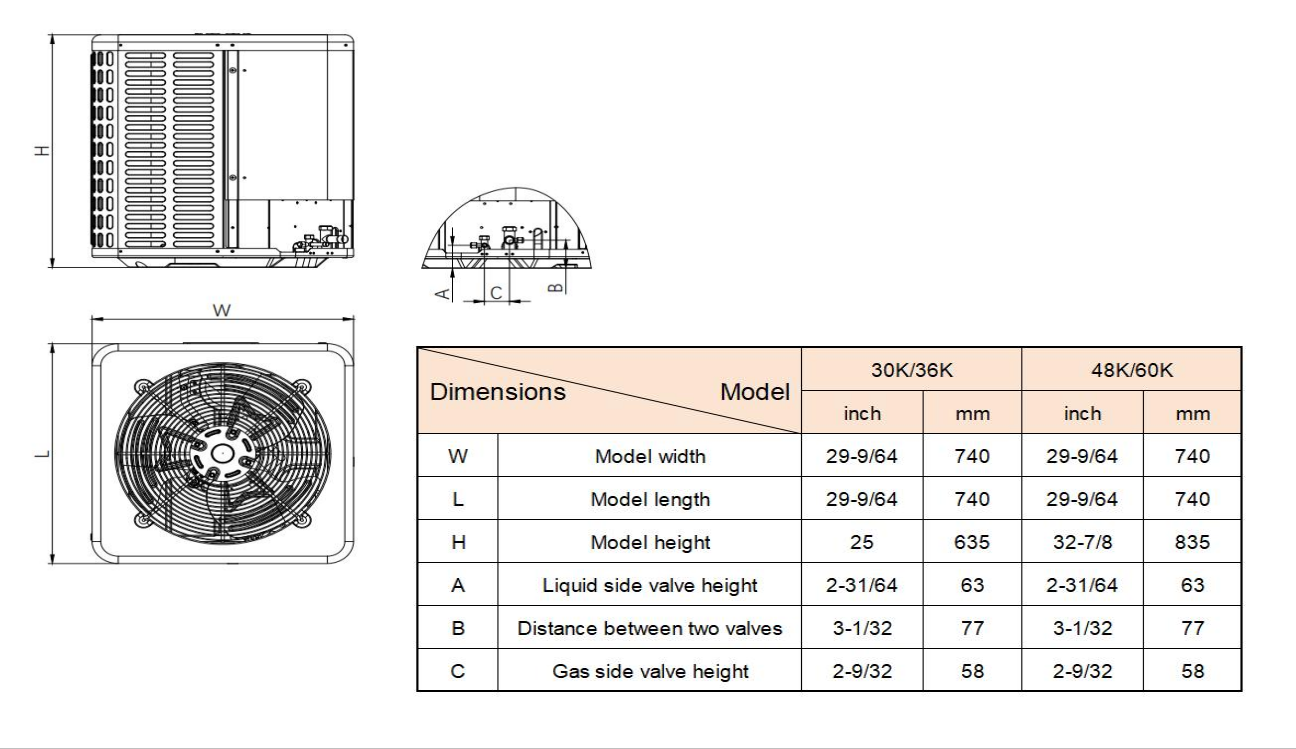 H
W
L
A
C
B
Dimensions Model 30K/36K 48K/60K
inch mm inch mm
W Model width 29-9/64 740 29-9/64 740
L Model length 29-9/64 740 29-9/64 740
H Model height 25 635 32-7/8 835
A Liquid side valve height 2-31/64 63 2-31/64 63
B Distance between two valves 3-1/32 77 3-1/32 77
C Gas side valve height 2-9/32 58 2-9/32 58